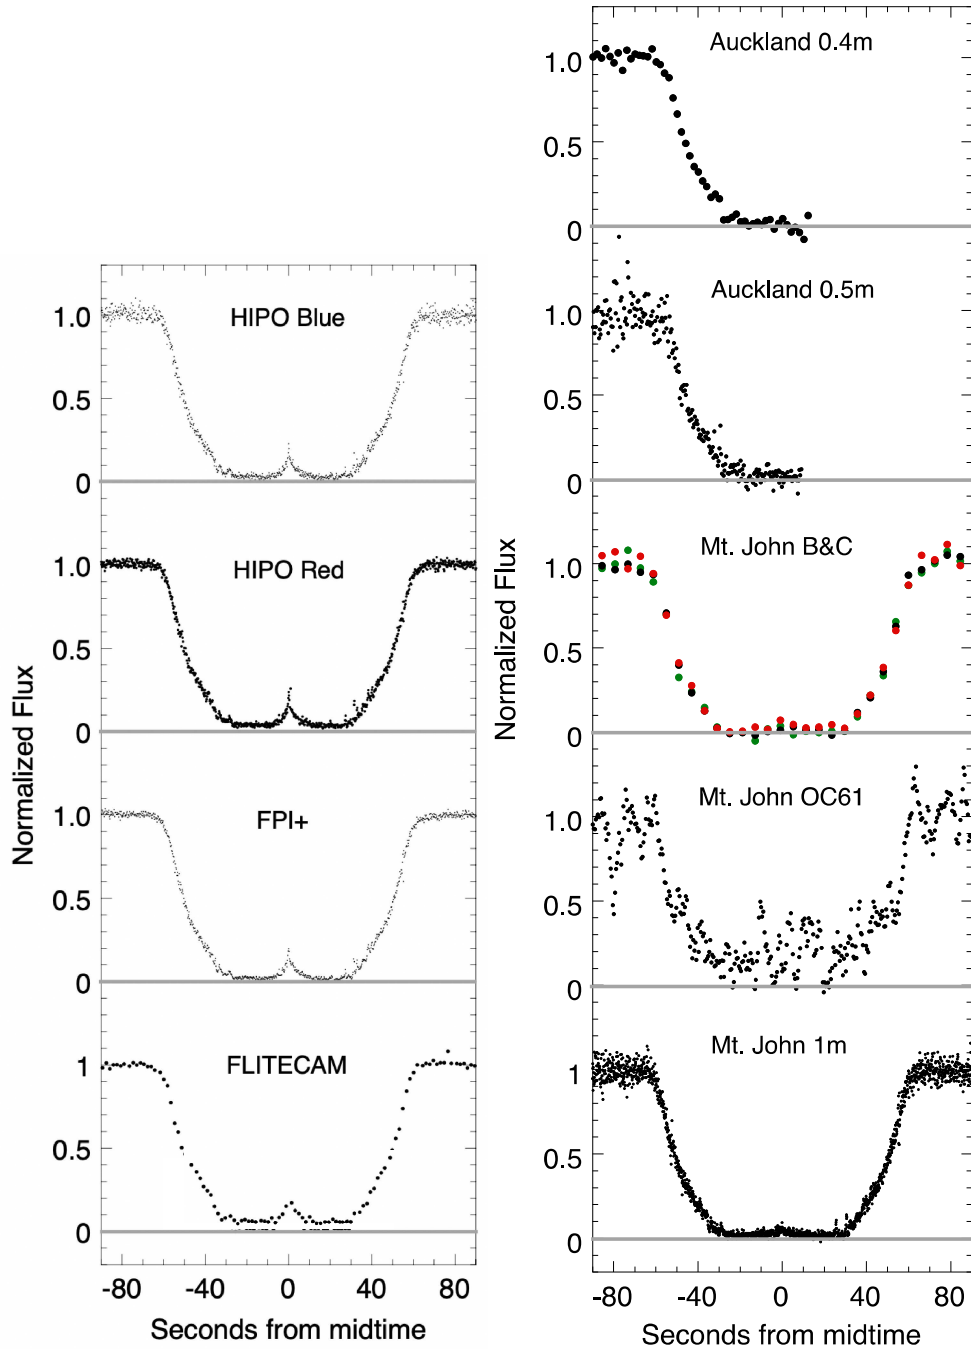 HIPO Blue
1.0
0.5
0
HIPO Red
1.0
0.5
0
FPI+
1.0
0.5
0
FLITECAM
1
0.5
0
-80
-40
0
40
80
Seconds from midtime
Normalized Flux
Auckland 0.4m
1.0
0.5
0
Auckland 0.5m
1.0
0.5
0
Mt. John B&C
1.0
0.5
0
Mt. John OC61
1.0
0.5
0
Mt. John 1m
1
0.5
0
-80
-40
0
40
80
Seconds from midtime
Normalized Flux